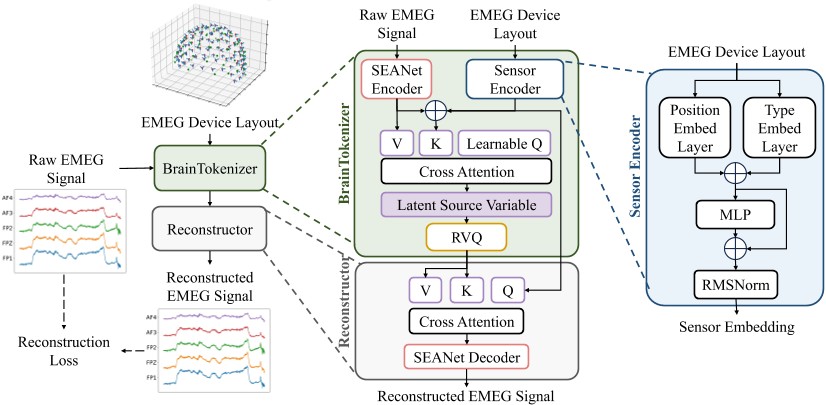 EMEG Device Layout
Raw EMEG
Signal
BrainTokenizer
AF4
AF3
FP2
FPZ
FP1
Reconstructor
Reconstructed
EMEG Signal
AF4
AF3
FP2
FPZ
FP1
Reconstruction
Loss
Raw EMEG
Signal
EMEG Device
Layout
BrainTokenizer
SEANet
Encoder
Sensor
Encoder
V
K
Learnable Q
Cross Attention
Latent Source Variable
RVQ
Reconstructor
V
K
Q
Cross Attention
SEANet Decoder
Reconstructed EMEG Signal
EMEG Device Layout
Sensor Encoder
Position
Embed
Layer
Type
Embed
Layer
MLP
RMSNorm
Sensor Embedding